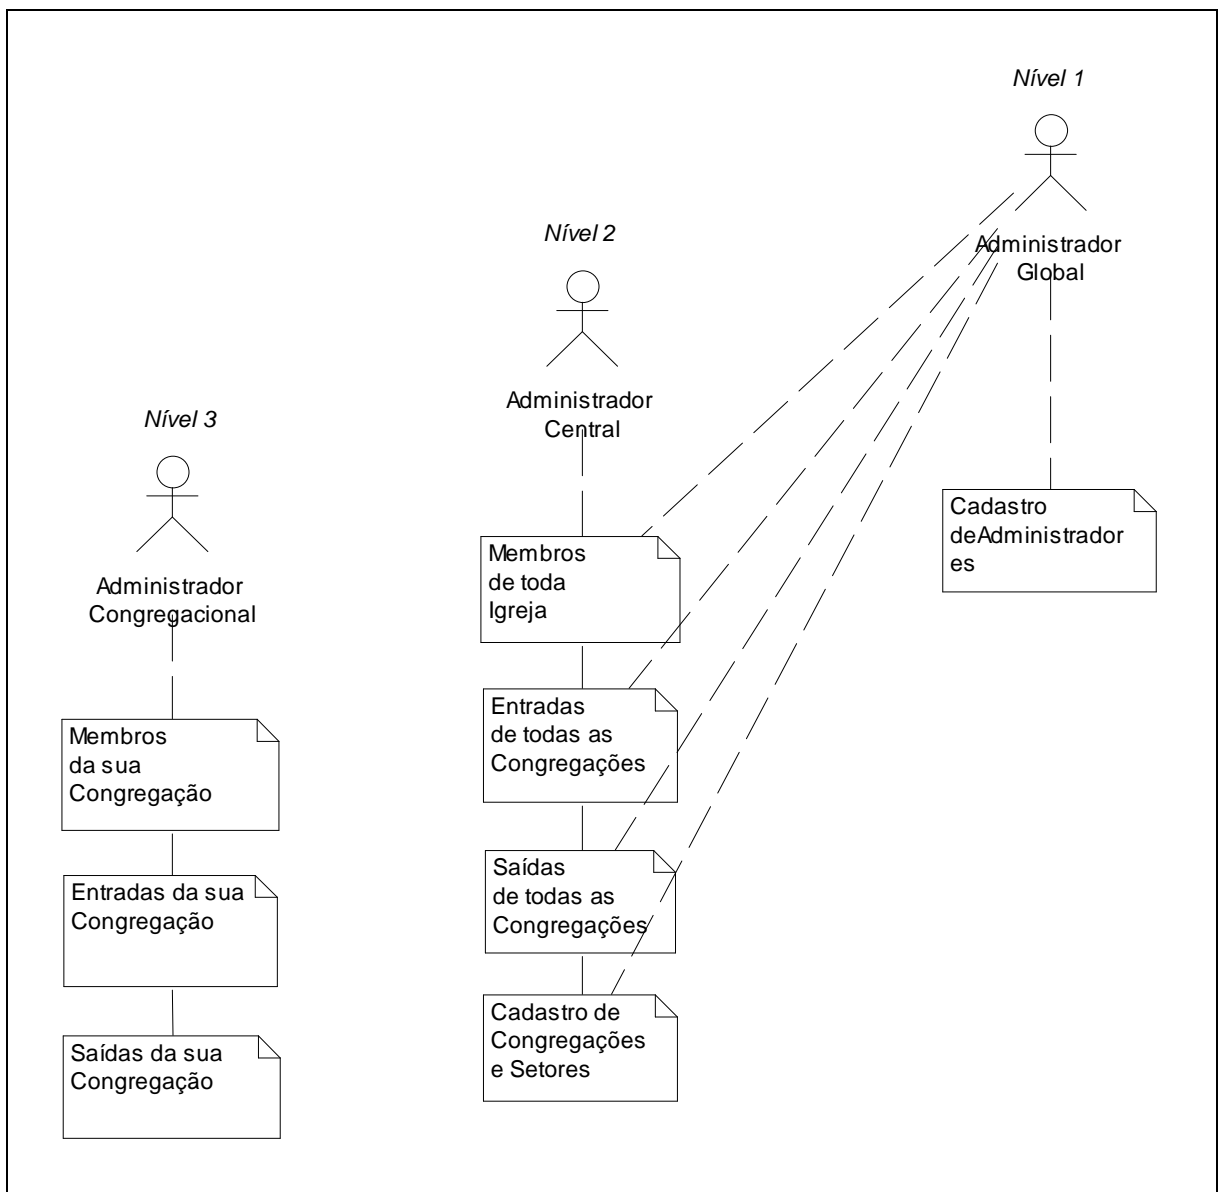 Nível 1
Administrador
Global
Nível 2
Administrador
Central
Nível 3
Administrador
Congregacional
Cadastro
deAdministrador
es
Membros
de toda
Igreja
Entradas
de todas as
Congregações
Saídas
de todas as
Congregações
Cadastro de
Congregações
e Setores
Membros
da sua
Congregação
Entradas da sua
Congregação
Saídas da sua
Congregação